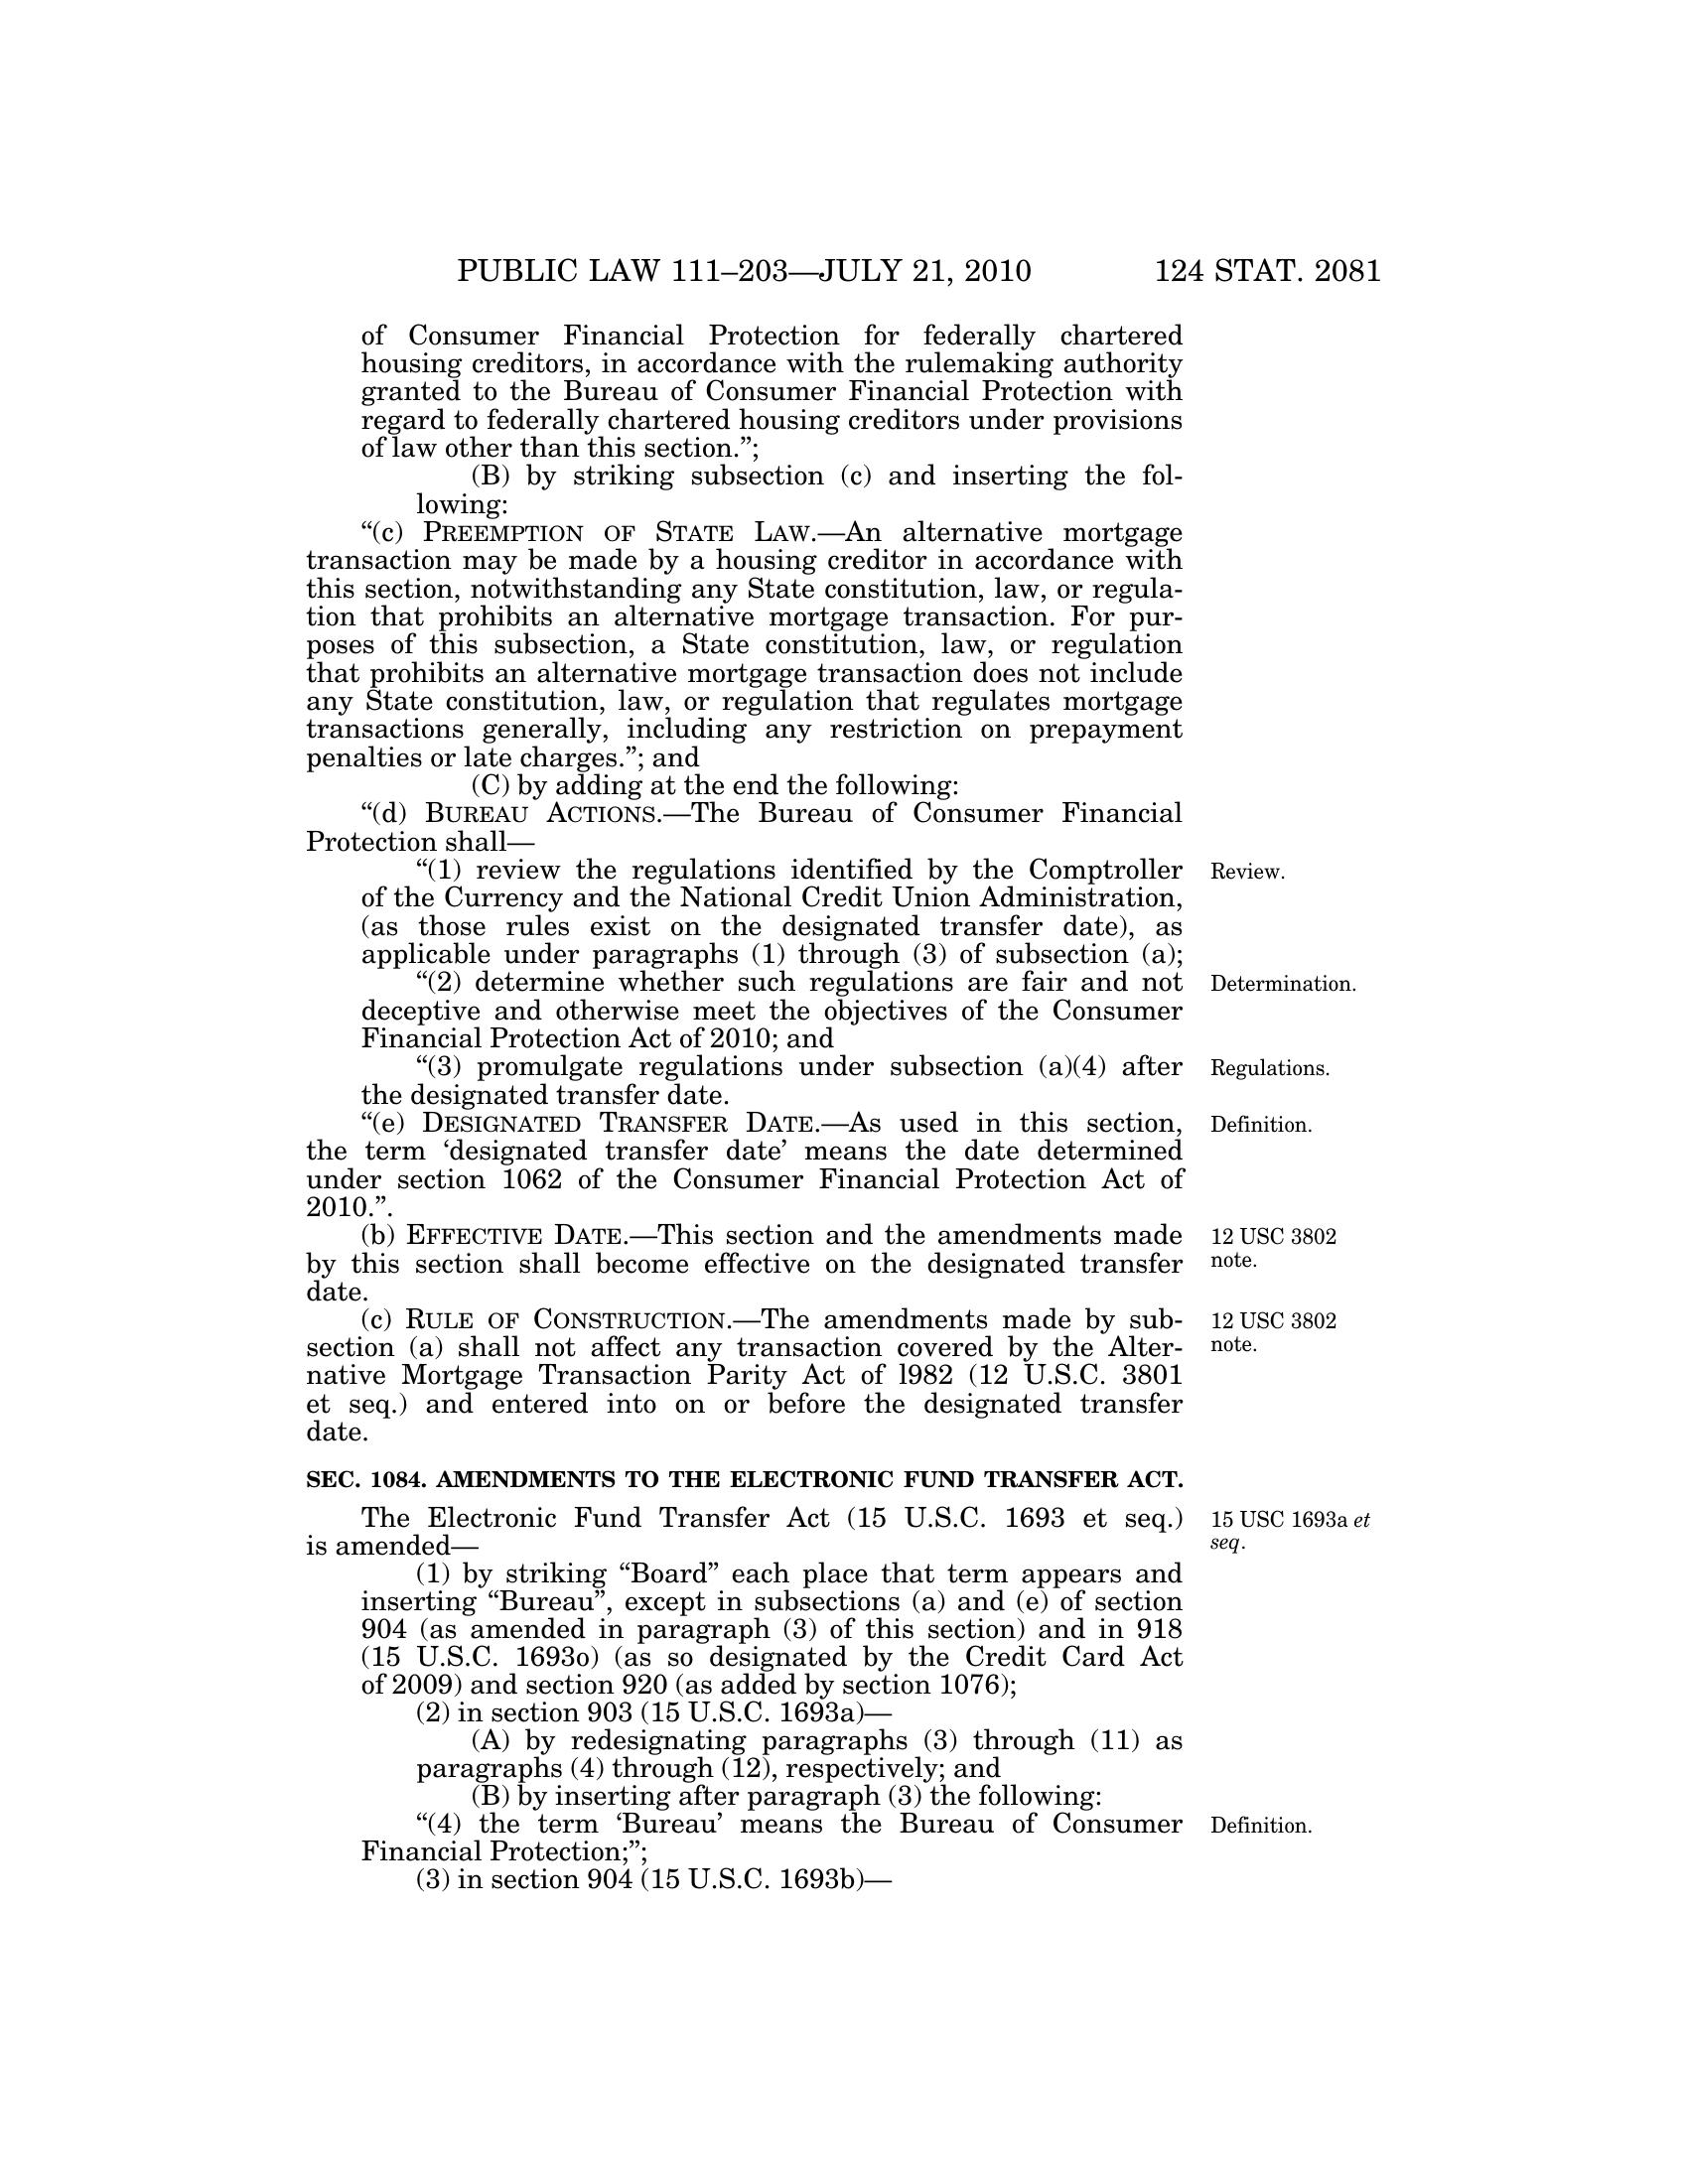 PUBLIC LAW 111–203—JULY 21, 2010 124 STAT. 2081
of Consumer Financial Protection for federally chartered
housing creditors, in accordance with the rulemaking authority
granted to the Bureau of Consumer Financial Protection with
regard to federally chartered housing creditors under provisions
of law other than this section.”;
(B) by striking subsection (c) and inserting the fol-
lowing:
“(c) PREEMPTION OF STATE LAW.—An alternative mortgage
transaction may be made by a housing creditor in accordance with
this section, notwithstanding any State constitution, law, or regula-
tion that prohibits an alternative mortgage transaction. For pur-
poses of this subsection, a State constitution, law, or regulation
that prohibits an alternative mortgage transaction does not include
any State constitution, law, or regulation that regulates mortgage
transactions generally, including any restriction on prepayment
penalties or late charges.”; and
(C) by adding at the end the following:
“(d) BUREAU ACTIONS.—The Bureau of Consumer Financial
Protection shall—
“(1) review the regulations identified by the Comptroller
of the Currency and the National Credit Union Administration,
(as those rules exist on the designated transfer date), as
applicable under paragraphs (1) through (3) of subsection (a);
“(2) determine whether such regulations are fair and not
deceptive and otherwise meet the objectives of the Consumer
Financial Protection Act of 2010; and
“(3) promulgate regulations under subsection (a)(4) after
the designated transfer date.
“(e) DESIGNATED TRANSFER DATE.—As used in this section,
the term ‘designated transfer date’ means the date determined
under section 1062 of the Consumer Financial Protection Act of
2010.”.
(b) EFFECTIVE DATE.—This section and the amendments made
by this section shall become effective on the designated transfer
date.
(c) RULE OF CONSTRUCTION.—The amendments made by sub-
section (a) shall not affect any transaction covered by the Alter-
native Mortgage Transaction Parity Act of l982 (12 U.S.C. 3801
et seq.) and entered into on or before the designated transfer
date.
SEC. 1084. AMENDMENTS TO THE ELECTRONIC FUND TRANSFER ACT.
The Electronic Fund Transfer Act (15 U.S.C. 1693 et seq.)
is amended—
(1) by striking “Board” each place that term appears and
inserting “Bureau”, except in subsections (a) and (e) of section
904 (as amended in paragraph (3) of this section) and in 918
(15 U.S.C. 1693o) (as so designated by the Credit Card Act
of 2009) and section 920 (as added by section 1076);
(2) in section 903 (15 U.S.C. 1693a)—
(A) by redesignating paragraphs (3) through (11) as
paragraphs (4) through (12), respectively; and
(B) by inserting after paragraph (3) the following:
“(4) the term ‘Bureau’ means the Bureau of Consumer
Financial Protection;”;
(3) in section 904 (15 U.S.C. 1693b)—
Review.
Determination.
Regulations.
Definition.
12 USC 3802
note.
12 USC 3802
note.
15 USC 1693a et
seq.
Definition.